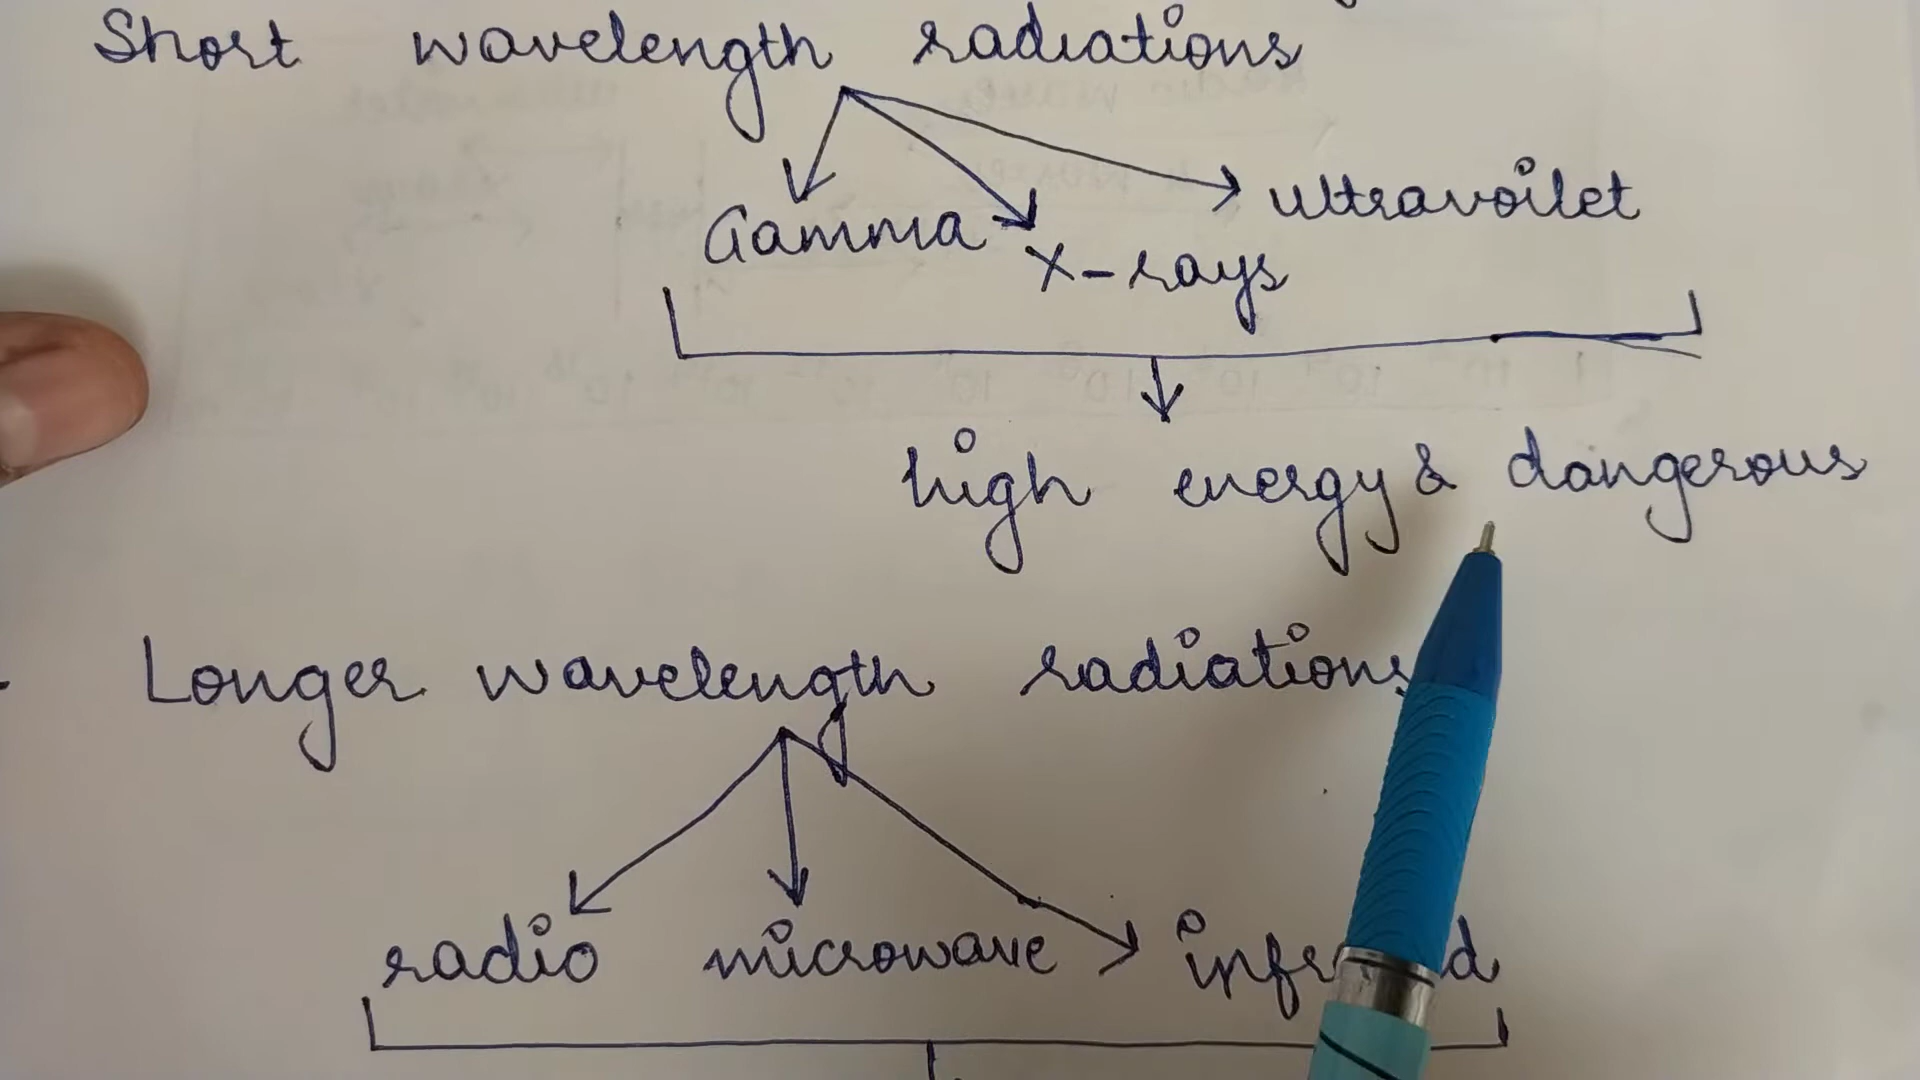 Short wavelength radiations
ultravoilet
Gamma
X-rays
high energy & dangerous
Longer wavelength radiations
radio microwave